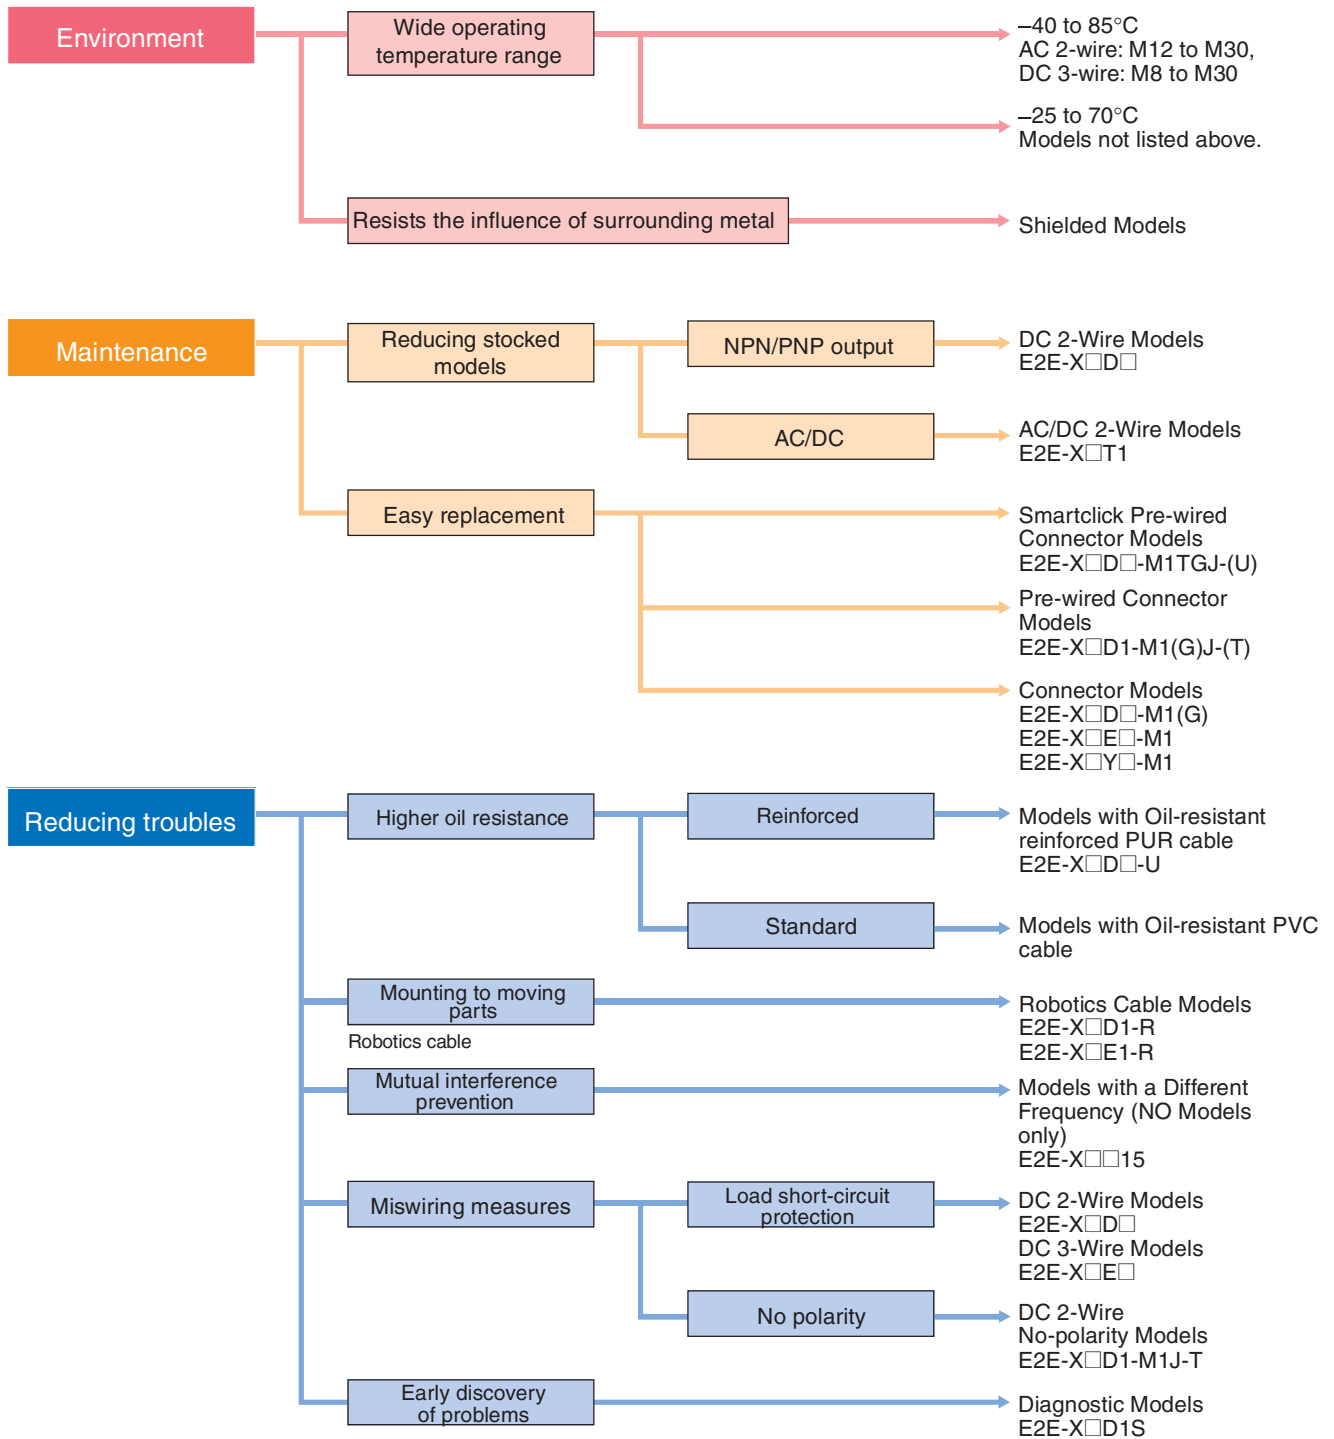 Environment
Wide operating
temperature range
–40 to 85°C
AC 2-wire: M12 to M30,
DC 3-wire: M8 to M30
–25 to 70°C
Models not listed above.
Resists the influence of surrounding metal
Shielded Models
Maintenance
Reducing stocked
models
NPN/PNP output
DC 2-Wire Models
E2E-X□D□
AC/DC
AC/DC 2-Wire Models
E2E-X□T1
Easy replacement
Smartclick Pre-wired
Connector Models
E2E-X□D□-M1TGJ-(U)
Pre-wired Connector
Models
E2E-X□D1-M1(G)J-(T)
Connector Models
E2E-X□D□-M1(G)
E2E-X□E□-M1
E2E-X□Y□-M1
Reducing troubles
Higher oil resistance
Reinforced
Models with Oil-resistant
reinforced PUR cable
E2E-X□D□-U
Standard
Models with Oil-resistant PVC
cable
Mounting to moving
parts
Robotics cable
Robotics Cable Models
E2E-X□D1-R
E2E-X□E1-R
Mutual interference
prevention
Models with a Different
Frequency (NO Models
only)
E2E-X□□15
Miswiring measures
Load short-circuit
protection
DC 2-Wire Models
E2E-X□D□
DC 3-Wire Models
E2E-X□E□
No polarity
DC 2-Wire
No-polarity Models
E2E-X□D1-M1J-T
Early discovery
of problems
Diagnostic Models
E2E-X□D1S